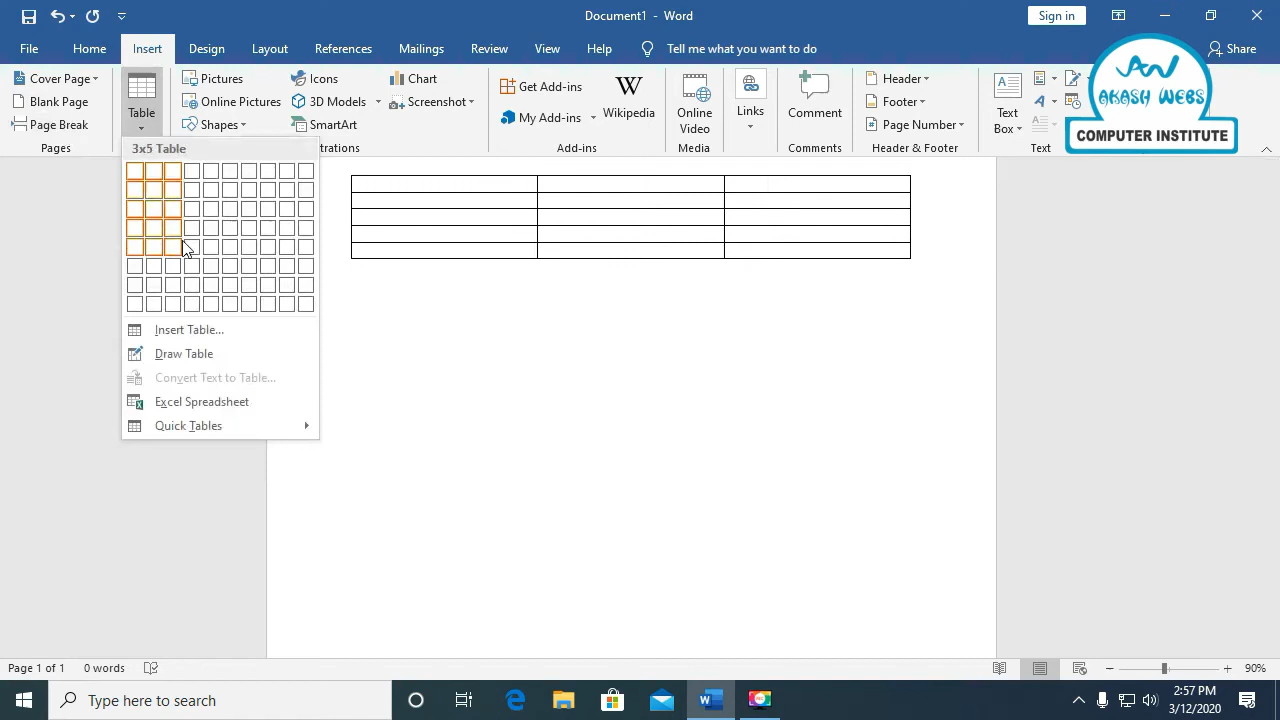 Document1 - Word
Sign in
File Home Insert Design Layout References Mailings Review View Help Tell me what you want to do Share
Cover Page
Blank Page
Page Break
Pages
Table
Pictures
Online Pictures
Shapes
Icons
3D Models
SmartArt
Chart
Screenshot
trations
Get Add-ins
My Add-ins
Wikipedia
Add-ins
Online
Video
Media
Links
Comment
Comments
Header
Footer
Page Number
Header & Footer
Text
Box
Text
AKASH WEBS
COMPUTER INSTITUTE
3x5 Table
Insert Table...
Draw Table
Convert Text to Table...
Excel Spreadsheet
Quick Tables
Page 1 of 1 0 words
90%
Type here to search
2:57 PM
3/12/2020